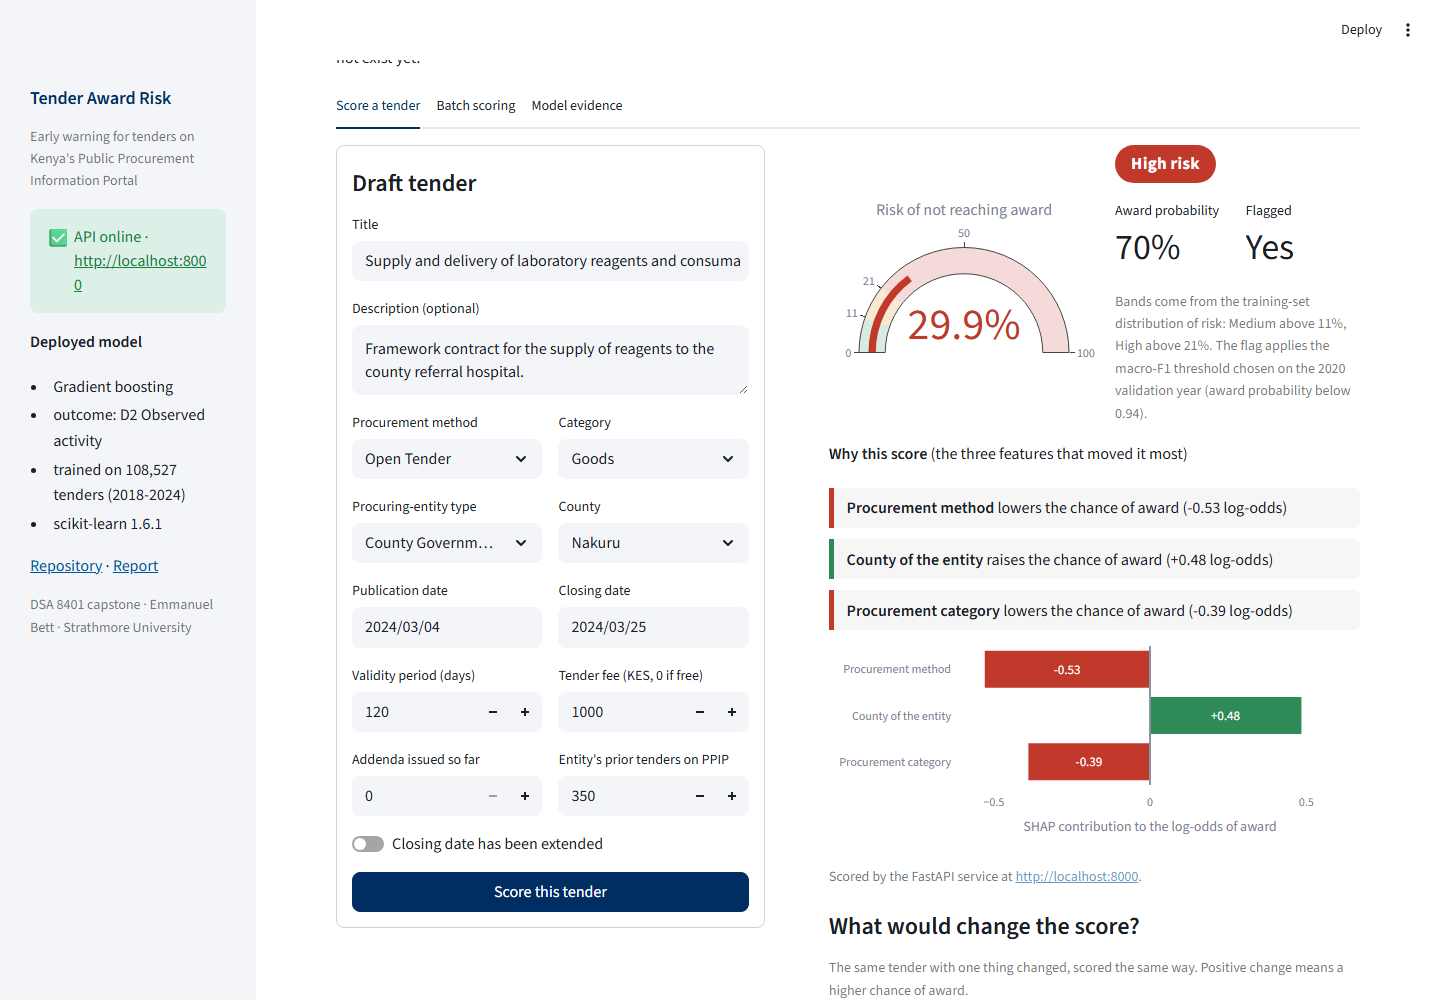 Deploy
not exist yet.
Tender Award Risk
Early warning for tenders on
Kenya's Public Procurement
Information Portal
API online ·
http://localhost:800
0
Deployed model
• Gradient boosting
• outcome: D2 Observed
activity
• trained on 108,527
tenders (2018-2024)
• scikit-learn 1.6.1
Repository · Report
DSA 8401 capstone · Emmanuel
Bett · Strathmore University
Score a tender Batch scoring Model evidence
Draft tender
Title
Supply and delivery of laboratory reagents and consuma
Description (optional)
Framework contract for the supply of reagents to the
county referral hospital.
Procurement method Category
Open Tender Goods
Procuring-entity type County
County Governm... Nakuru
Publication date Closing date
2024/03/04 2024/03/25
Validity period (days) Tender fee (KES, 0 if free)
120 − + 1000 − +
Addenda issued so far Entity's prior tenders on PPIP
0 − + 350 − +
Closing date has been extended
Score this tender
Risk of not reaching award
50
21
11
0
100
29.9%
High risk
Award probability Flagged
70% Yes
Bands come from the training-set
distribution of risk: Medium above 11%,
High above 21%. The flag applies the
macro-F1 threshold chosen on the 2020
validation year (award probability below
0.94).
Why this score (the three features that moved it most)
Procurement method lowers the chance of award (-0.53 log-odds)
County of the entity raises the chance of award (+0.48 log-odds)
Procurement category lowers the chance of award (-0.39 log-odds)
Procurement method -0.53
County of the entity +0.48
Procurement category -0.39
−0.5 0 0.5
SHAP contribution to the log-odds of award
Scored by the FastAPI service at http://localhost:8000.
What would change the score?
The same tender with one thing changed, scored the same way. Positive change means a
higher chance of award.